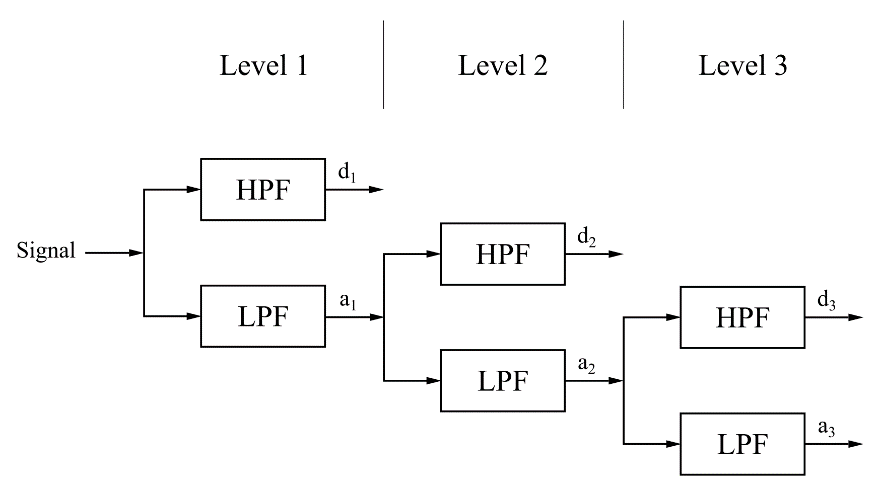 Level 1
Level 2
Level 3
HPF
d₁
Signal
LPF
a₁
HPF
d₂
LPF
a₂
HPF
d₃
LPF
a₃